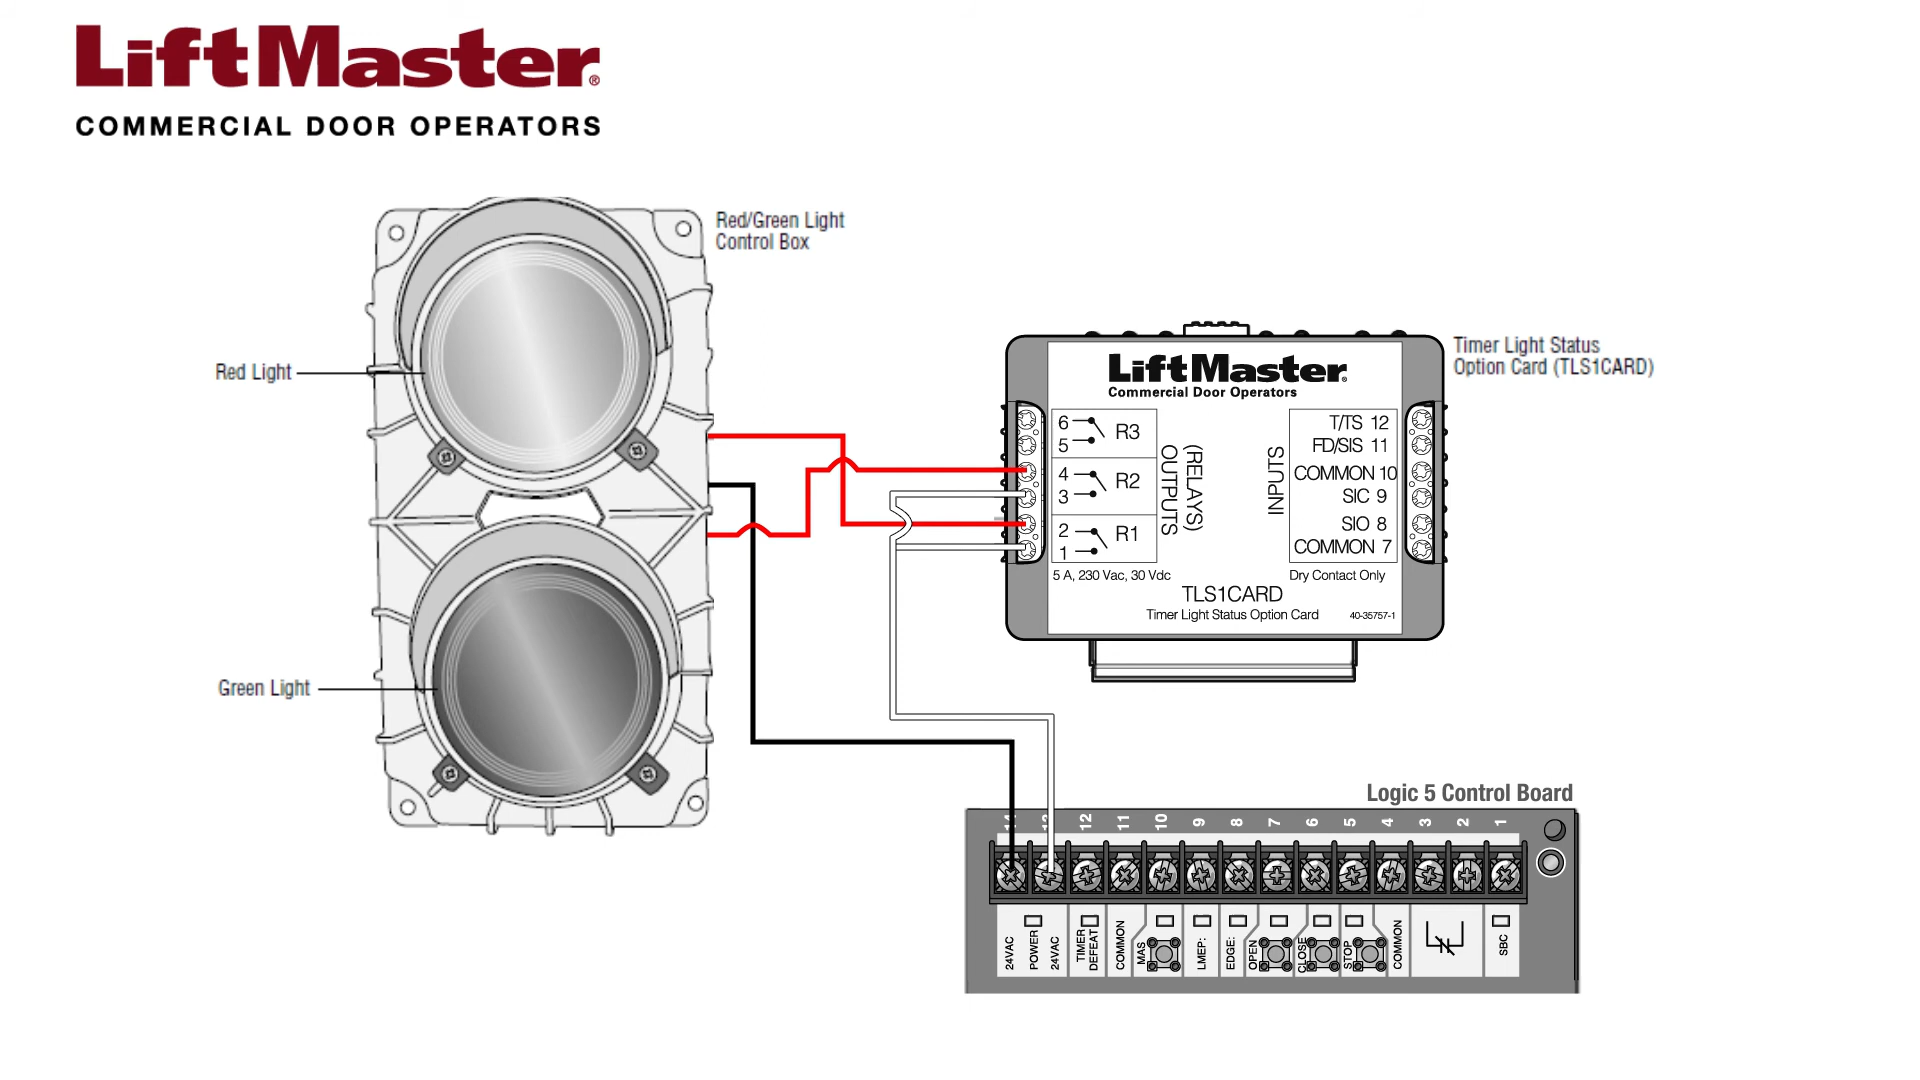 LiftMaster®
COMMERCIAL DOOR OPERATORS
Red/Green Light
Control Box
Red Light
Green Light
Timer Light Status
Option Card (TLS1CARD)
LiftMaster®
Commercial Door Operators
6
5
R3
4
3
R2
2
1
R1
(RELAYS)
OUTPUTS
INPUTS
T/TS 12
FD/SIS 11
COMMON 10
SIC 9
SIO 8
COMMON 7
5 A, 230 Vac, 30 Vdc
Dry Contact Only
TLS1CARD
Timer Light Status Option Card
40-35757-1
Logic 5 Control Board
14 13 12 11 10 9 8 7 6 5 4 3 2 1
24VAC
POWER
24VAC
TIMER
DEFEAT
COMMON
MAS
LMEP:
EDGE:
OPEN
CLOSE
STOP
COMMON
SBC